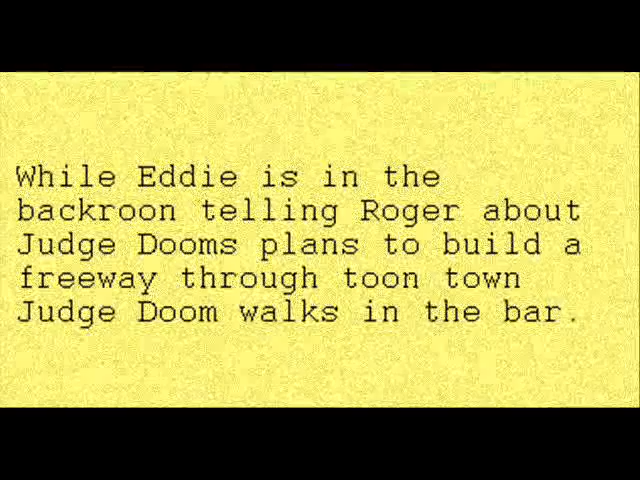 While Eddie is in the
backroon telling Roger about
Judge Dooms plans to build a
freeway through toon town
Judge Doom walks in the bar.